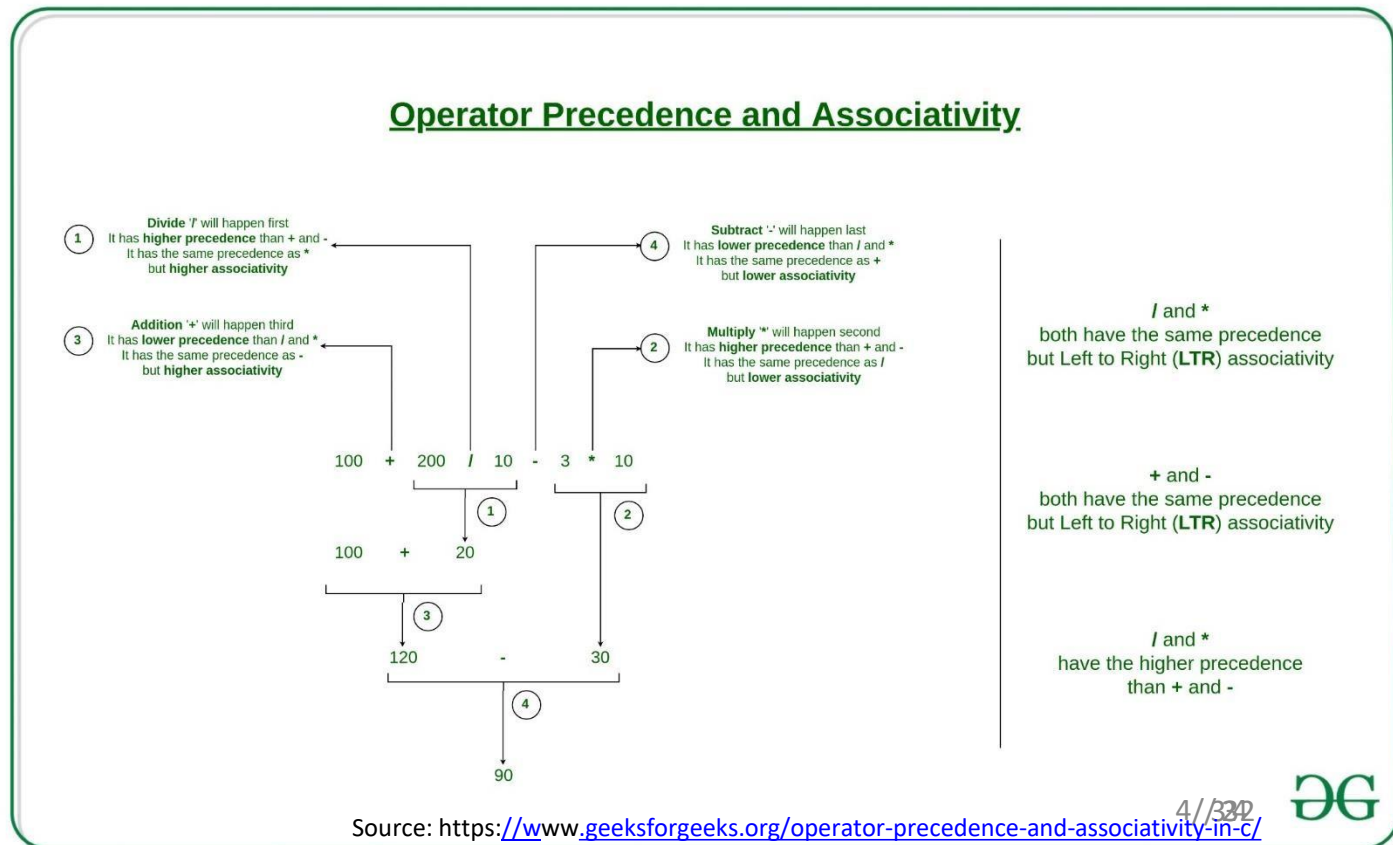 Operator Precedence and Associativity
1
Divide '/' will happen first
It has higher precedence than + and -
It has the same precedence as *
but higher associativity
4
Subtract '-' will happen last
It has lower precedence than / and *
It has the same precedence as +
but lower associativity
3
Addition '+' will happen third
It has lower precedence than / and *
It has the same precedence as -
but higher associativity
2
Multiply '*' will happen second
It has higher precedence than + and -
It has the same precedence as /
but lower associativity
100 + 200 / 10 - 3 * 10
1
2
100 + 20
3
120 - 30
4
90
/ and *
both have the same precedence
but Left to Right (LTR) associativity
+ and -
both have the same precedence
but Left to Right (LTR) associativity
/ and *
have the higher precedence
than + and -
Source: https://www.geeksforgeeks.org/operator-precedence-and-associativity-in-c/